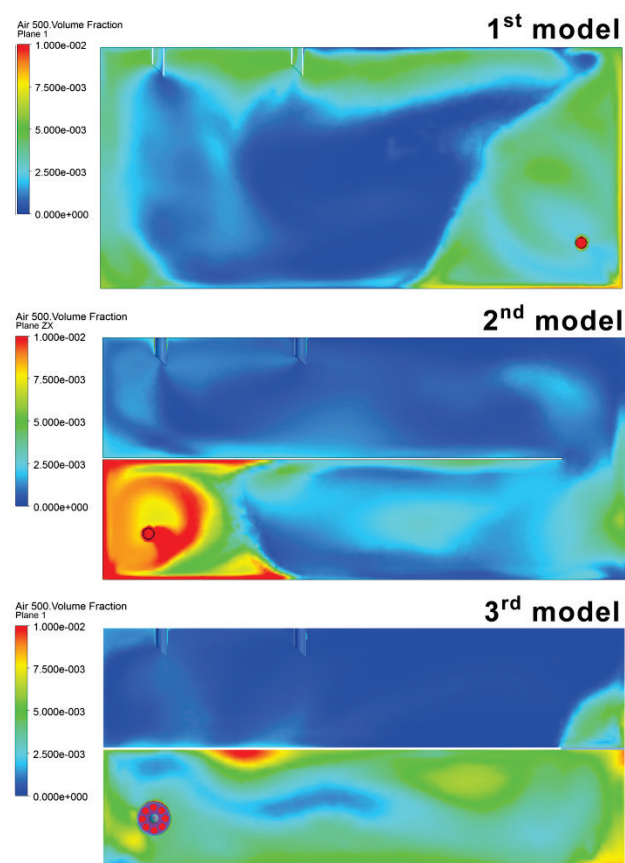 1st model
Air 500.Volume Fraction
Plane 1
1.000e-002
7.500e-003
5.000e-003
2.500e-003
0.000e+000
2nd model
Air 500.Volume Fraction
Plane ZX
1.000e-002
7.500e-003
5.000e-003
2.500e-003
0.000e+000
3rd model
Air 500.Volume Fraction
Plane 1
1.000e-002
7.500e-003
5.000e-003
2.500e-003
0.000e+000